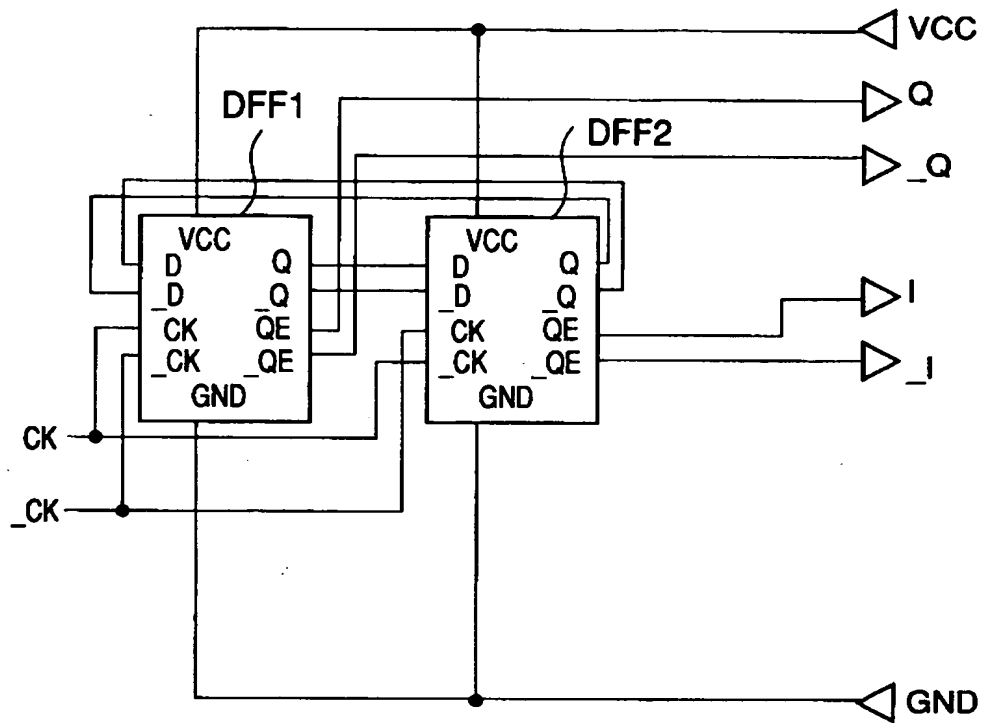 VCC
Q
DFF1
DFF2
_Q
VCC
D
_D
CK
_CK
Q
_Q
QE
_QE
GND
VCC
D
_D
CK
_CK
Q
_Q
QE
_QE
GND
I
_I
CK
_CK
GND